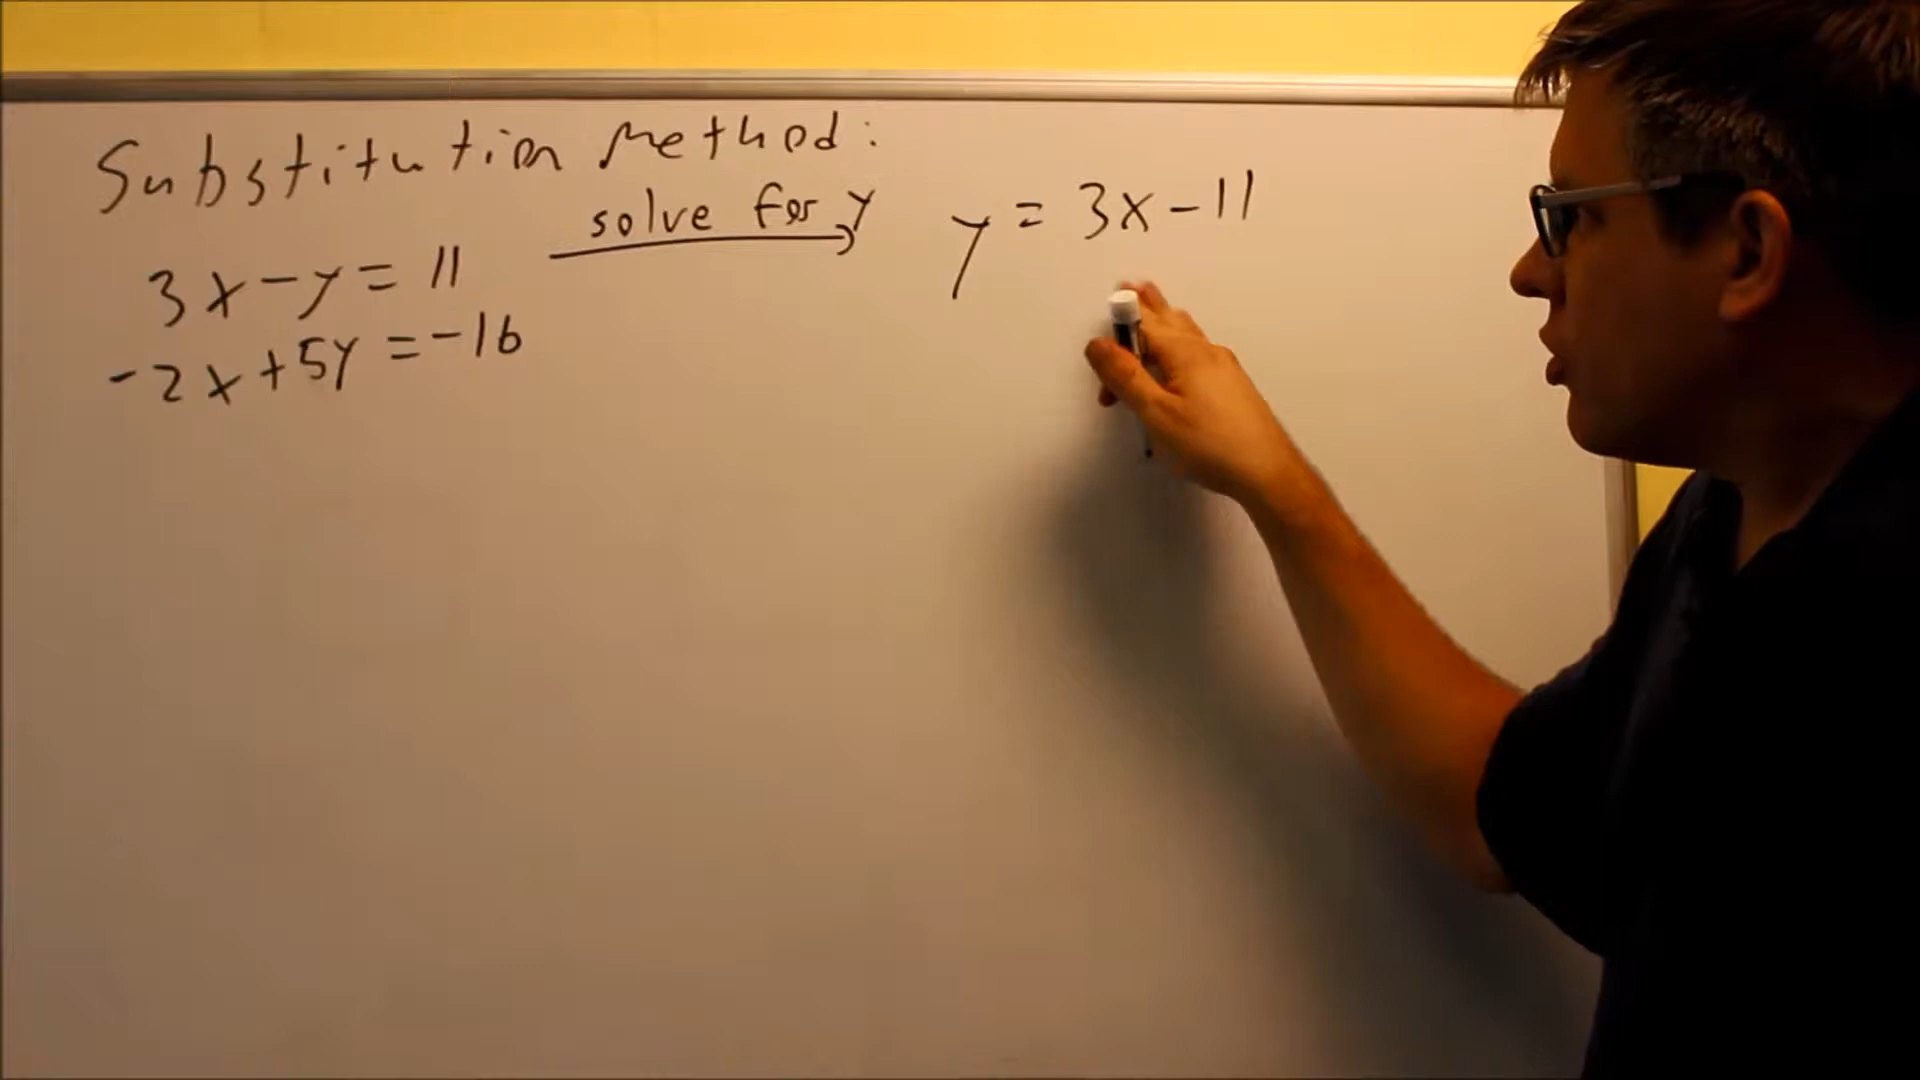 Substitution Method:
solve for y
y = 3x - 11
3x - y = 11
-2x + 5y = -16